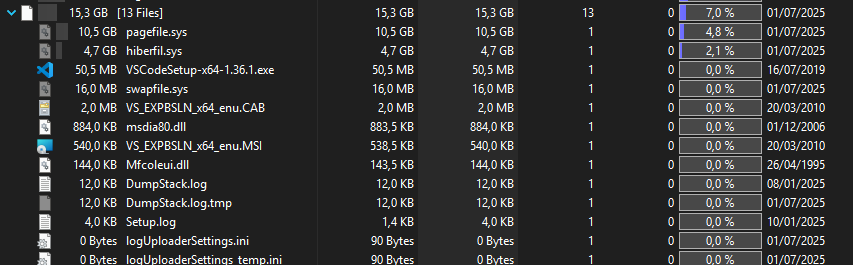 15,3 GB [13 Files] 15,3 GB 15,3 GB 13 0 7,0 % 01/07/2025
10,5 GB pagefile.sys 10,5 GB 10,5 GB 1 0 4,8 % 01/07/2025
4,7 GB hiberfil.sys 4,7 GB 4,7 GB 1 0 2,1 % 01/07/2025
50,5 MB VSCodeSetup-x64-1.36.1.exe 50,5 MB 50,5 MB 1 0 0,0 % 16/07/2019
16,0 MB swapfile.sys 16,0 MB 16,0 MB 1 0 0,0 % 01/07/2025
2,0 MB VS_EXPBSLN_x64_enu.CAB 2,0 MB 2,0 MB 1 0 0,0 % 20/03/2010
884,0 KB msdia80.dll 883,5 KB 884,0 KB 1 0 0,0 % 01/12/2006
540,0 KB VS_EXPBSLN_x64_enu.MSI 538,5 KB 540,0 KB 1 0 0,0 % 20/03/2010
144,0 KB Mfcoleui.dll 143,5 KB 144,0 KB 1 0 0,0 % 26/04/1995
12,0 KB DumpStack.log 12,0 KB 12,0 KB 1 0 0,0 % 08/01/2025
12,0 KB DumpStack.log.tmp 12,0 KB 12,0 KB 1 0 0,0 % 01/07/2025
4,0 KB Setup.log 1,4 KB 4,0 KB 1 0 0,0 % 10/01/2025
0 Bytes logUploaderSettings.ini 90 Bytes 0 Bytes 1 0 0,0 % 01/07/2025
0 Bytes logUploaderSettings_temp.ini 90 Bytes 0 Bytes 1 0 0,0 % 01/07/2025